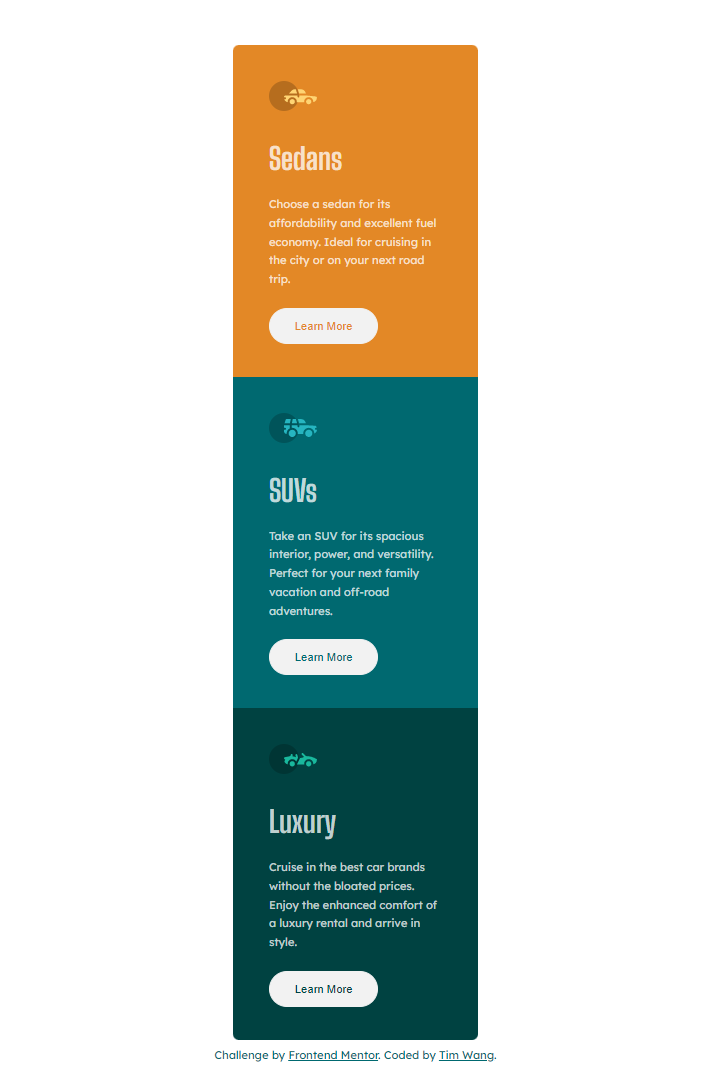 Sedans
Choose a sedan for its
affordability and excellent fuel
economy. Ideal for cruising in
the city or on your next road
trip.
Learn More
SUVs
Take an SUV for its spacious
interior, power, and versatility.
Perfect for your next family
vacation and off-road
adventures.
Learn More
Luxury
Cruise in the best car brands
without the bloated prices.
Enjoy the enhanced comfort of
a luxury rental and arrive in
style.
Learn More
Challenge by Frontend Mentor. Coded by Tim Wang.